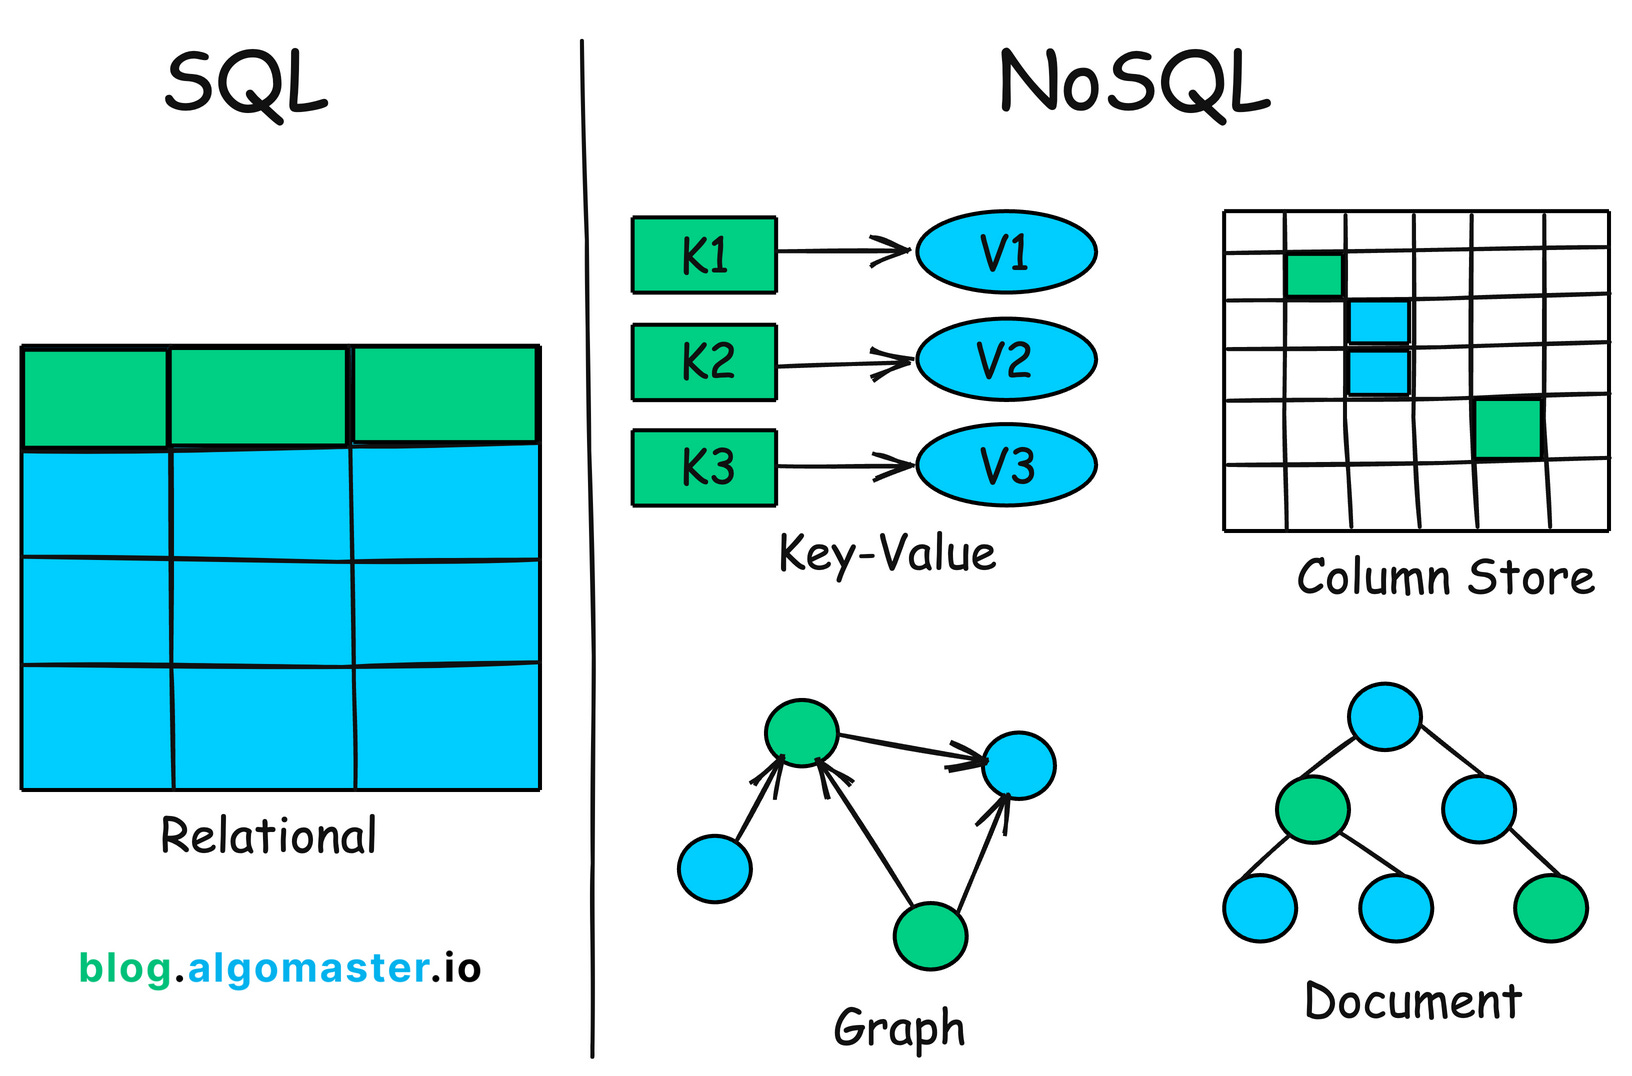 SQL
Relational
blog.algomaster.io
NoSQL
K1
V1
K2
V2
K3
V3
Key-Value
Column Store
Graph
Document